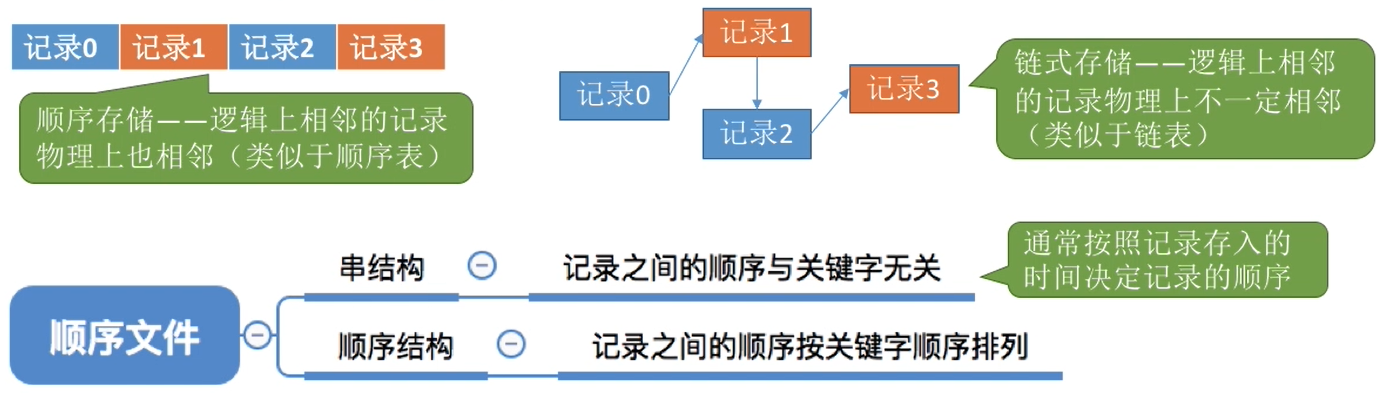 记录0 记录1 记录2 记录3
顺序存储——逻辑上相邻的记录
物理上也相邻（类似于顺序表）
记录0
记录1
记录2
记录3
链式存储——逻辑上相邻
的记录物理上不一定相邻
（类似于链表）
顺序文件
串结构
记录之间的顺序与关键字无关
通常按照记录存入的
时间决定记录的顺序
顺序结构
记录之间的顺序按关键字顺序排列